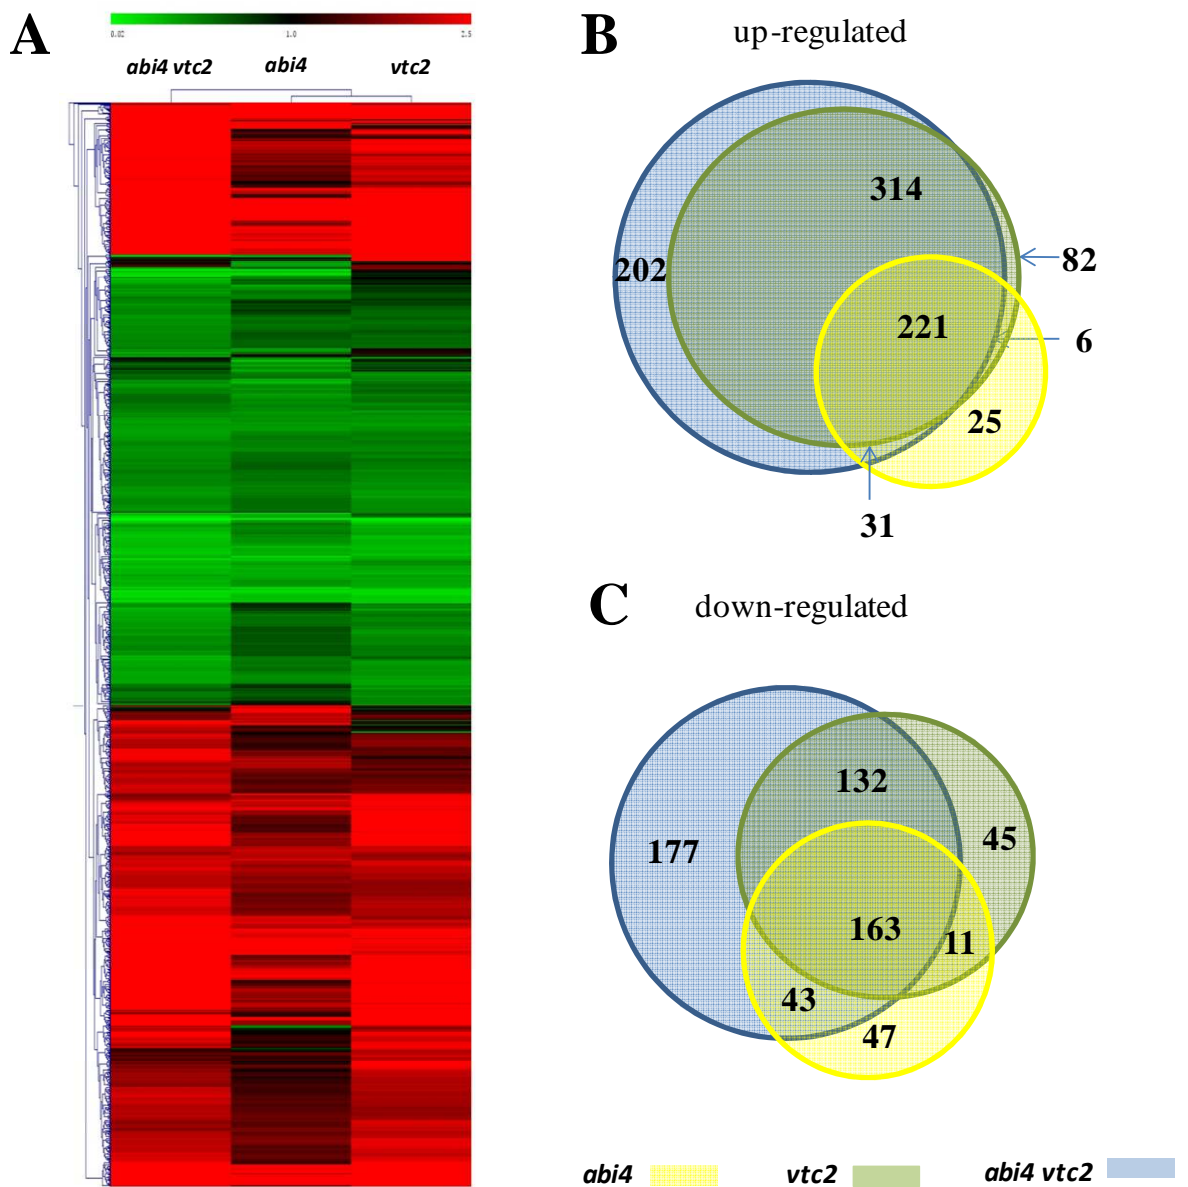 A
0.02 1.0 2.5
abi4 vtc2 abi4 vtc2
B
up-regulated
314
202
82
221
6
25
31
C
down-regulated
132
177
45
163
11
43
47
abi4 vtc2 abi4 vtc2